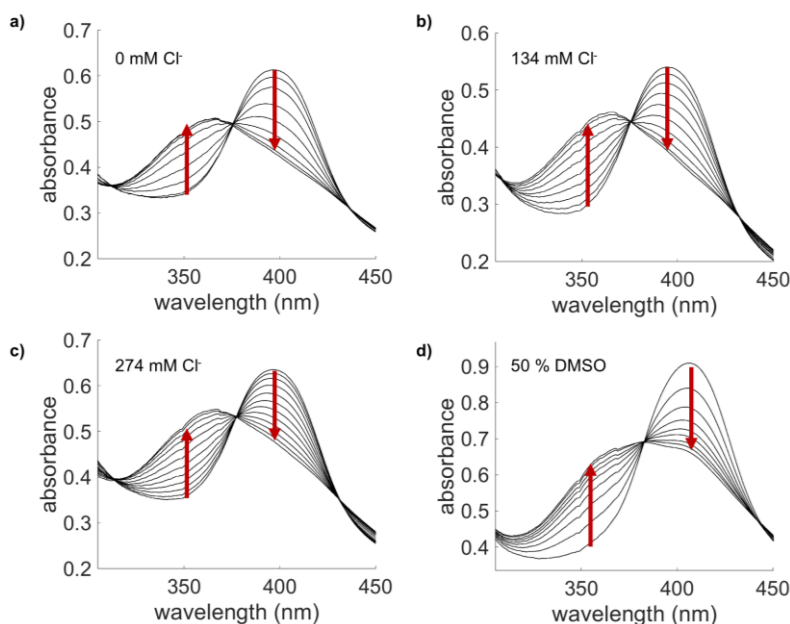 a)
0 mM Cl-
0.7
0.6
0.5
0.4
0.3
0.2
absorbance
350
400
450
wavelength (nm)
b)
134 mM Cl-
0.6
0.5
0.4
0.3
0.2
absorbance
350
400
450
wavelength (nm)
c)
274 mM Cl-
0.7
0.6
0.5
0.4
0.3
0.2
absorbance
350
400
450
wavelength (nm)
d)
50 % DMSO
0.9
0.8
0.7
0.6
0.5
0.4
absorbance
350
400
450
wavelength (nm)